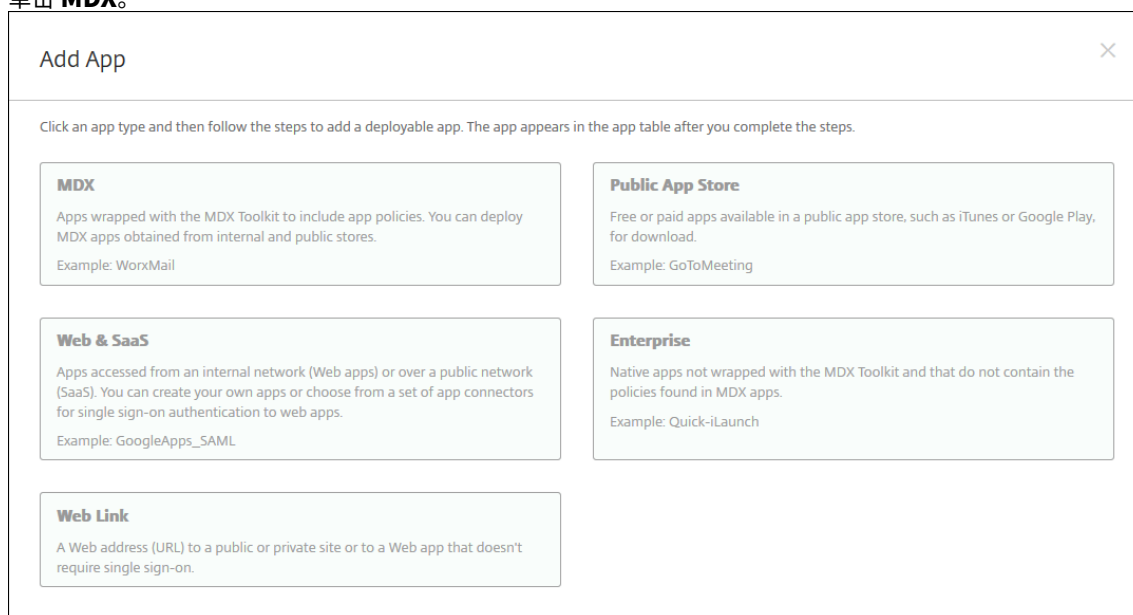 单击 MDX。
Add App
Click an app type and then follow the steps to add a deployable app. The app appears in the app table after you complete the steps.
MDX
Apps wrapped with the MDX Toolkit to include app policies. You can deploy
MDX apps obtained from internal and public stores.
Example: WorxMail
Public App Store
Free or paid apps available in a public app store, such as iTunes or Google Play,
for download.
Example: GoToMeeting
Web & SaaS
Apps accessed from an internal network (Web apps) or over a public network
(SaaS). You can create your own apps or choose from a set of app connectors
for single sign-on authentication to web apps.
Example: GoogleApps_SAML
Enterprise
Native apps not wrapped with the MDX Toolkit and that do not contain the
policies found in MDX apps.
Example: Quick-iLaunch
Web Link
A Web address (URL) to a public or private site or to a Web app that doesn't
require single sign-on.